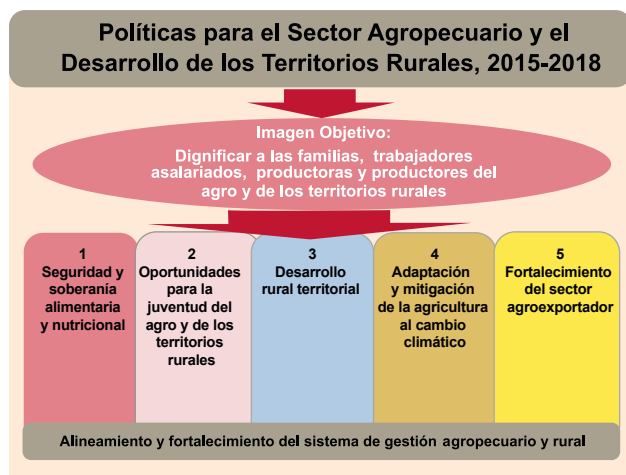 Políticas para el Sector Agropecuario y el
Desarrollo de los Territorios Rurales, 2015-2018
Imagen Objetivo:
Dignificar a las familias, trabajadores
asalariados, productoras y productores del
agro y de los territorios rurales
1
Seguridad y
soberanía
alimentaria
y nutricional
2
Oportunidades
para la
juventud del
agro y de los
territorios
rurales
3
Desarrollo
rural territorial
4
Adaptación
y mitigación
de la agricultura
al cambio
climático
5
Fortalecimiento
del sector
agroexportador
Alineamiento y fortalecimiento del sistema de gestión agropecuario y rural